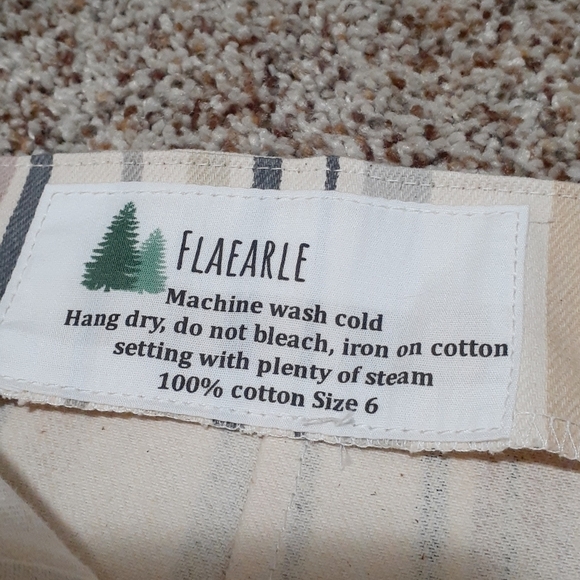 FLAEARLE
Machine wash cold
Hang dry, do not bleach, iron on cotton
setting with plenty of steam
100% cotton Size 6